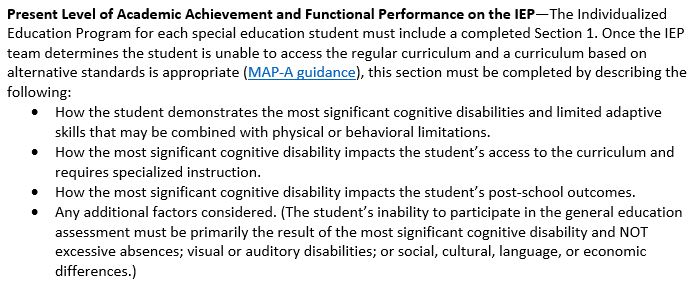 Present Level of Academic Achievement and Functional Performance on the IEP—The Individualized
Education Program for each special education student must include a completed Section 1. Once the IEP
team determines the student is unable to access the regular curriculum and a curriculum based on
alternative standards is appropriate (MAP-A guidance), this section must be completed by describing the
following:
• How the student demonstrates the most significant cognitive disabilities and limited adaptive
skills that may be combined with physical or behavioral limitations.
• How the most significant cognitive disability impacts the student's access to the curriculum and
requires specialized instruction.
• How the most significant cognitive disability impacts the student's post-school outcomes.
• Any additional factors considered. (The student's inability to participate in the general education
assessment must be primarily the result of the most significant cognitive disability and NOT
excessive absences; visual or auditory disabilities; or social, cultural, language, or economic
differences.)